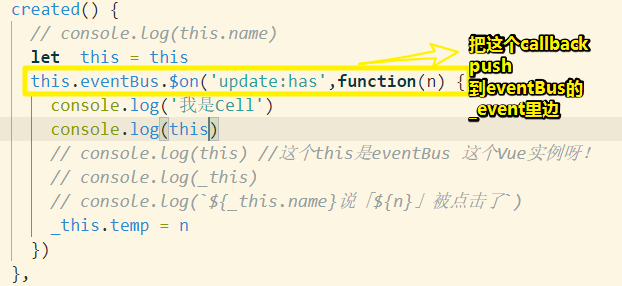 created() {
// console.log(this.name)
let _this = this
this.eventBus.$on('update:has',function(n) {
console.log('我是Cell')
console.log(this)
// console.log(this) //这个this是eventBus 这个Vue实例呀!
// console.log(_this)
// console.log(`${_this.name}说「${n}」被点击了`)
_this.temp = n
})
},
把这个callback
push
到eventBus的
_event里边